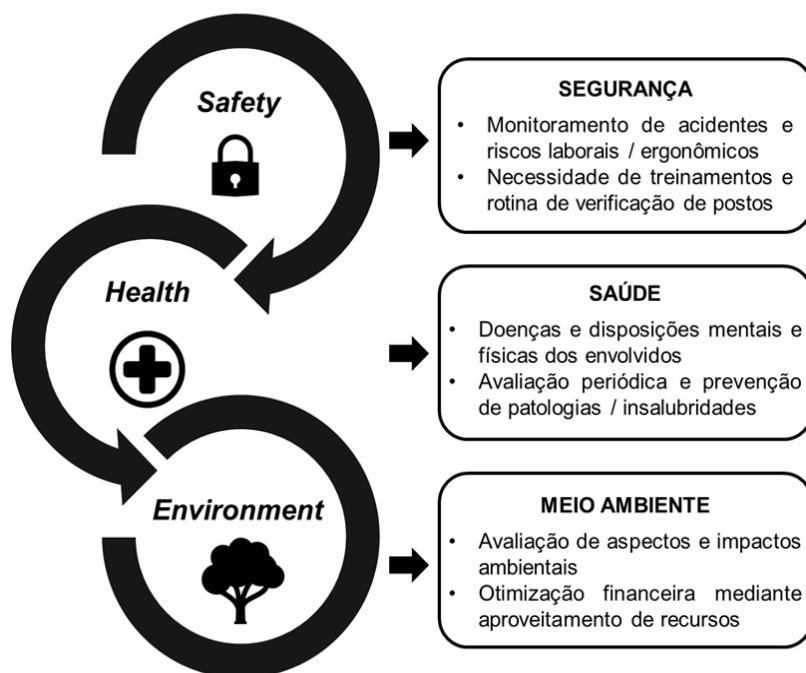 Safety
SEGURANÇA
• Monitoramento de acidentes e
riscos laborais / ergonômicos
• Necessidade de treinamentos e
rotina de verificação de postos
Health
SAÚDE
• Doenças e disposições mentais e
físicas dos envolvidos
• Avaliação periódica e prevenção
de patologias / insalubridades
Environment
MEIO AMBIENTE
• Avaliação de aspectos e impactos
ambientais
• Otimização financeira mediante
aproveitamento de recursos